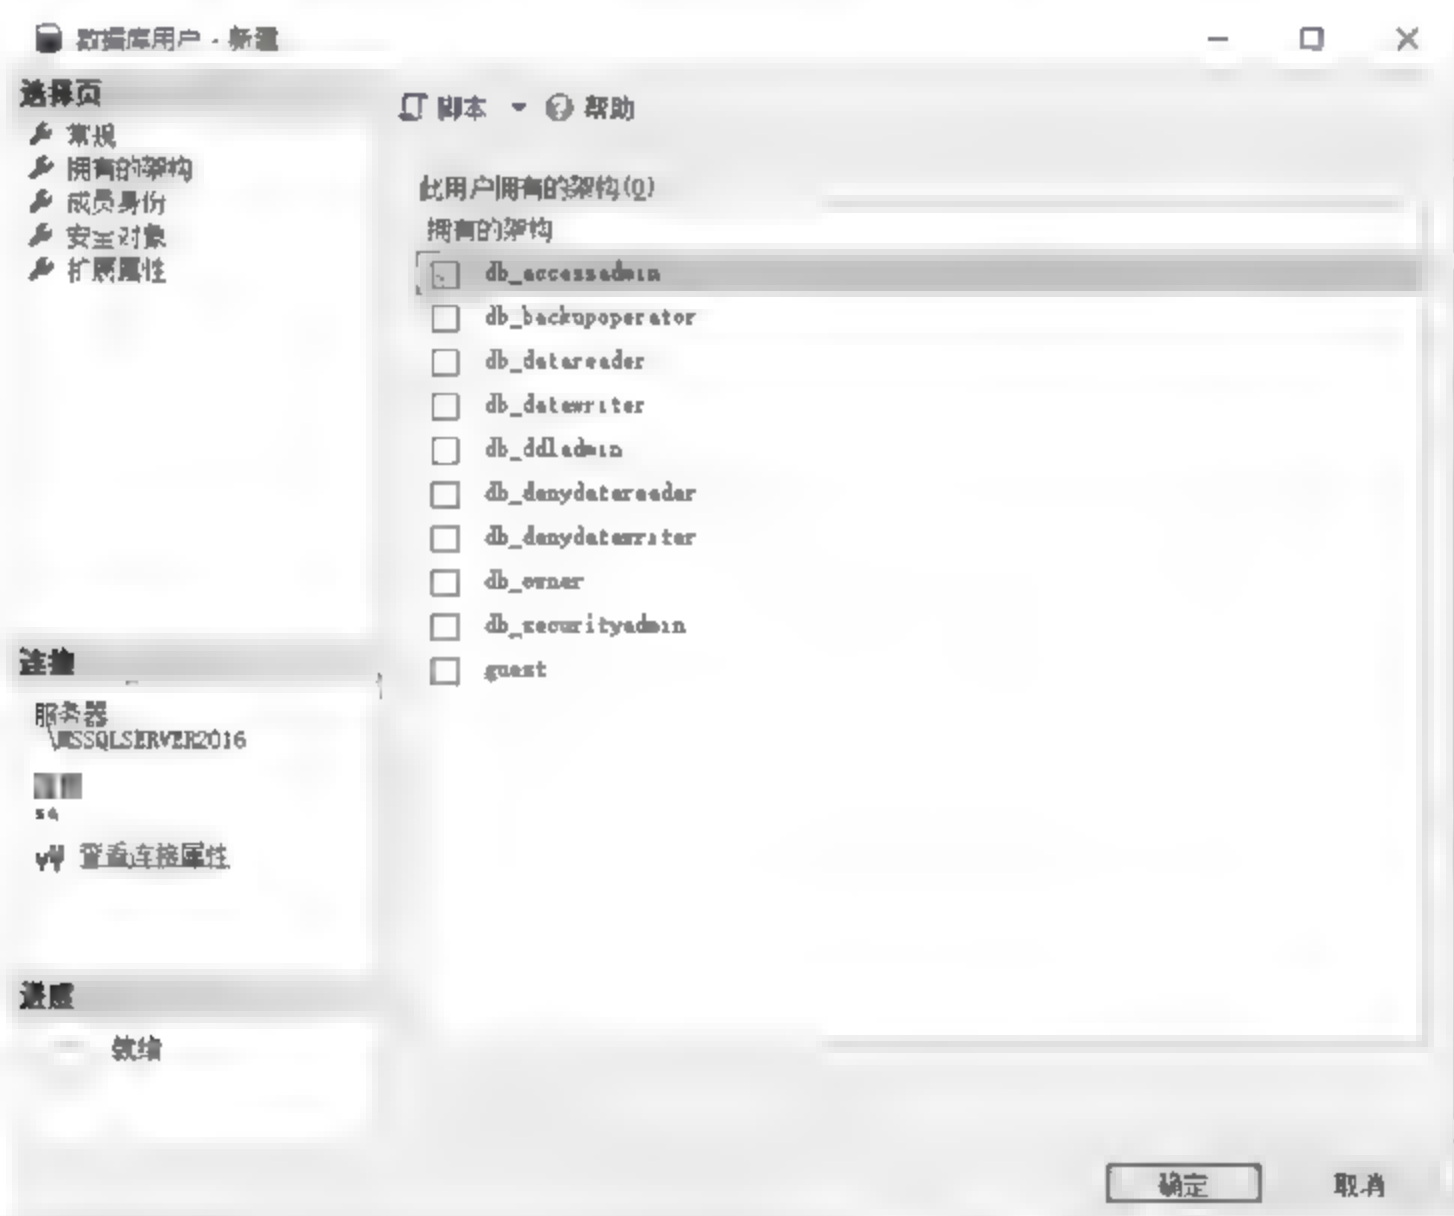 数据库用户 - 新建
选择页
常规
拥有的架构
成员身份
安全对象
扩展属性
脚本 帮助
此用户拥有的架构(Q)
拥有的架构
db_accessadmin
db_backupoperator
db_datareader
db_datawriter
db_ddladmin
db_denydatareader
db_denydatawriter
db_owner
db_securityadmin
guest
连接
服务器
\MSSQLSERVER2016
sa
查看连接属性
进度
就绪
确定 取消